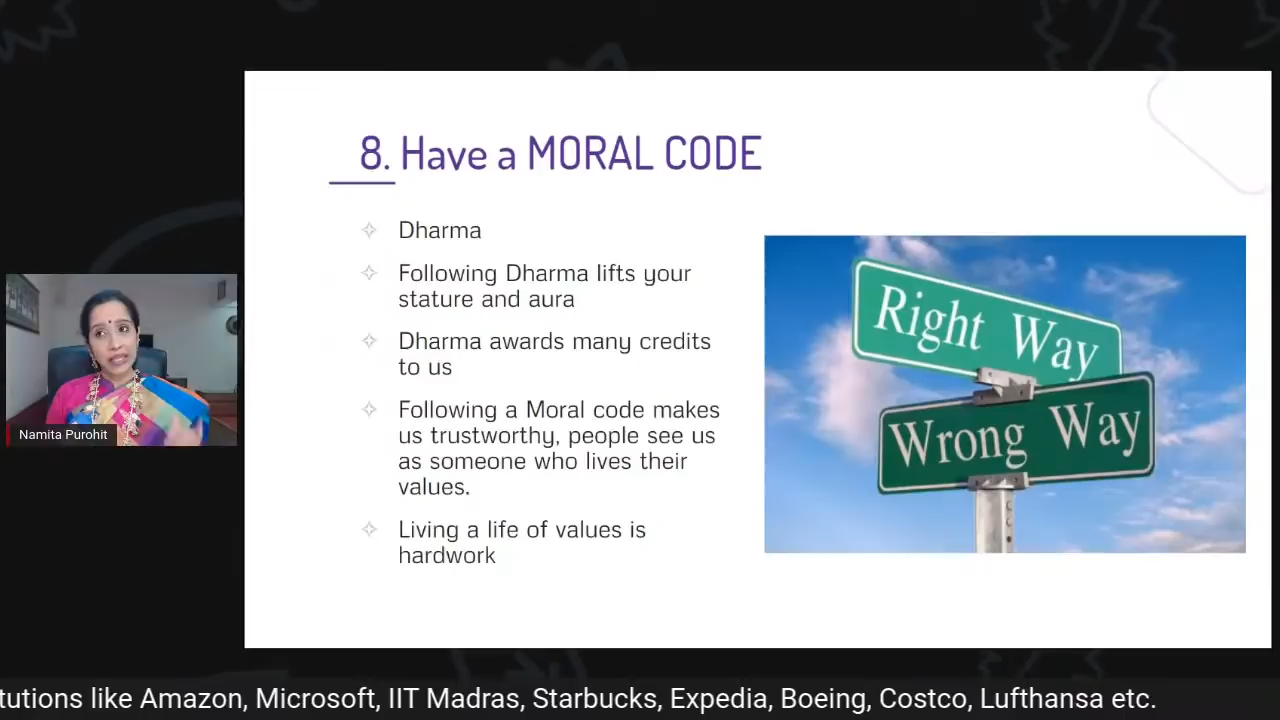 8. Have a MORAL CODE
Dharma
Following Dharma lifts your
stature and aura
Dharma awards many credits
to us
Following a Moral code makes
us trustworthy, people see us
as someone who lives their
values.
Living a life of values is
hardwork
Right Way
Wrong Way
Namita Purohit
tutions like Amazon, Microsoft, IIT Madras, Starbucks, Expedia, Boeing, Costco, Lufthansa etc.